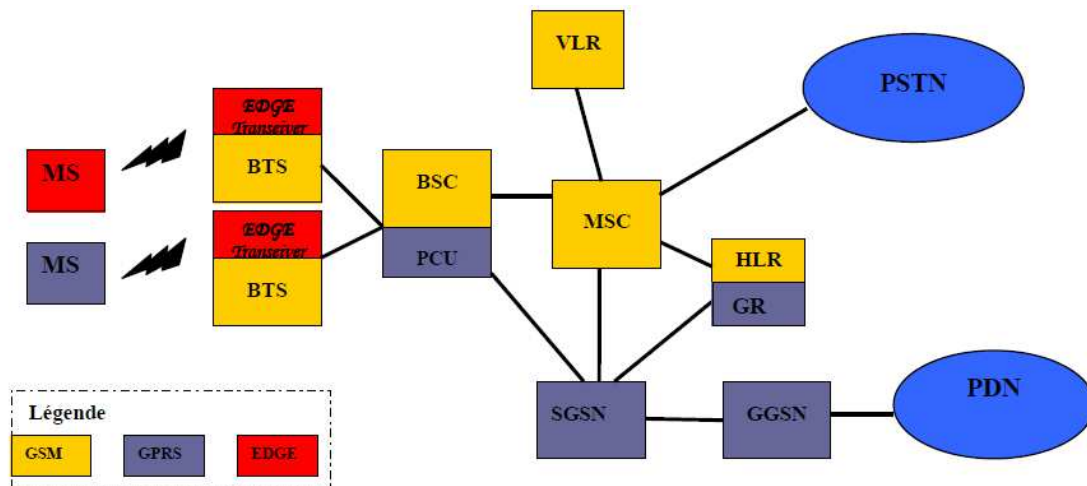 VLR
PSTN
EDGE
Transeiver
MS
BTS
BSC
MSC
EDGE
Transeiver
MS
PCU
HLR
BTS
GR
PDN
SGSN
GGSN
Légende
GSM
GPRS
EDGE